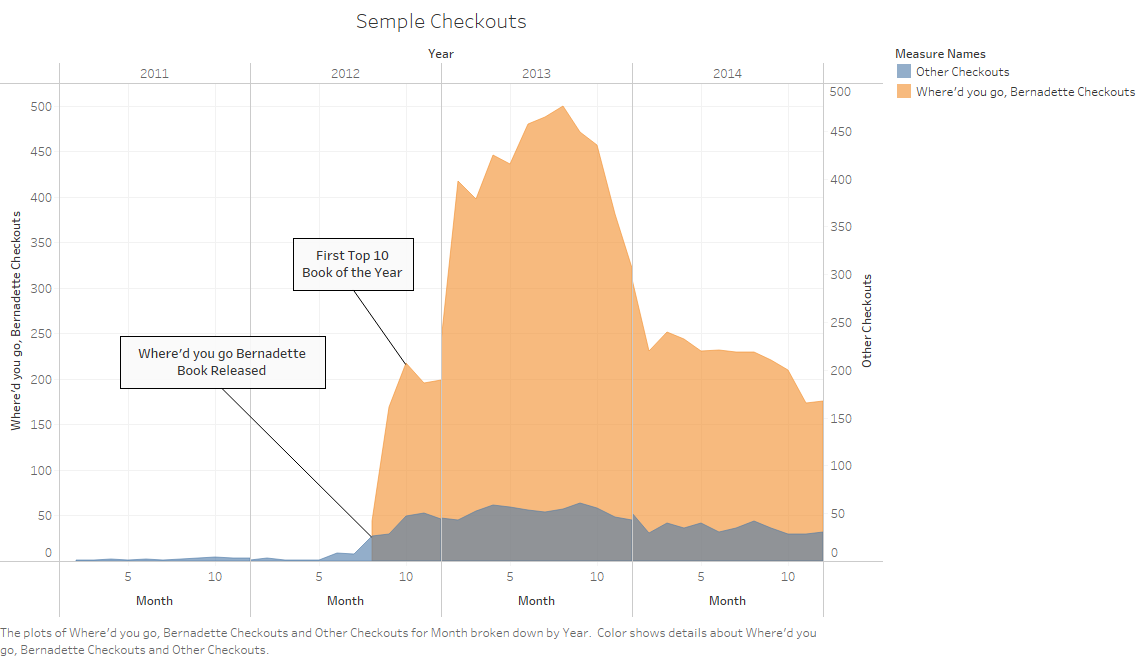 Semple Checkouts
Year
2011
2012
2013
2014
Measure Names
Other Checkouts
Where'd you go, Bernadette Checkouts
Where'd you go, Bernadette Checkouts
500
450
400
350
300
250
200
150
100
50
0
First Top 10
Book of the Year
Where'd you go Bernadette
Book Released
500
450
400
350
300
250
200
150
100
50
0
Other Checkouts
5
10
5
10
5
10
5
10
Month
Month
Month
Month
The plots of Where'd you go, Bernadette Checkouts and Other Checkouts for Month broken down by Year.  Color shows details about Where'd you
go, Bernadette Checkouts and Other Checkouts.